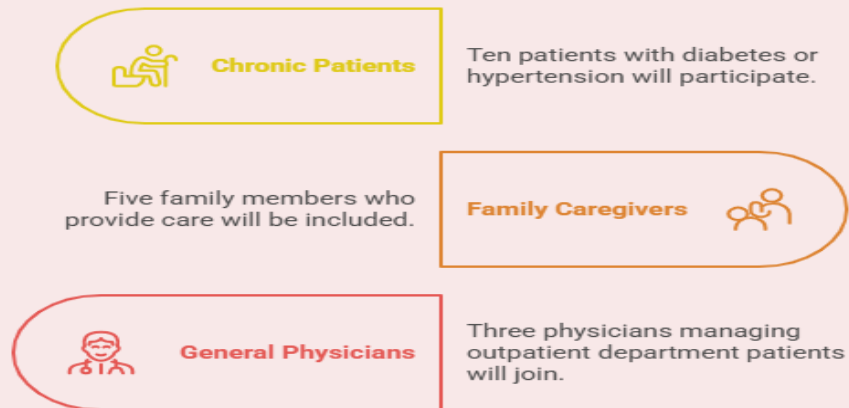 Chronic Patients
Ten patients with diabetes or
hypertension will participate.
Five family members who
provide care will be included.
Family Caregivers
General Physicians
Three physicians managing
outpatient department patients
will join.